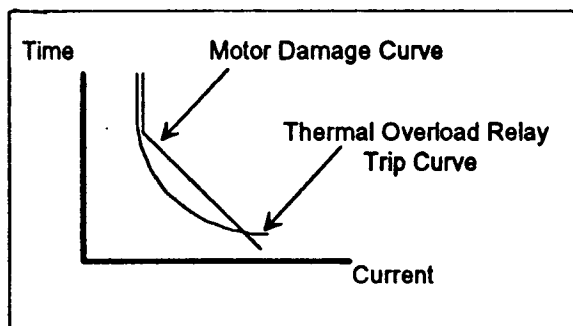 Time
Motor Damage Curve
Thermal Overload Relay
Trip Curve
Current